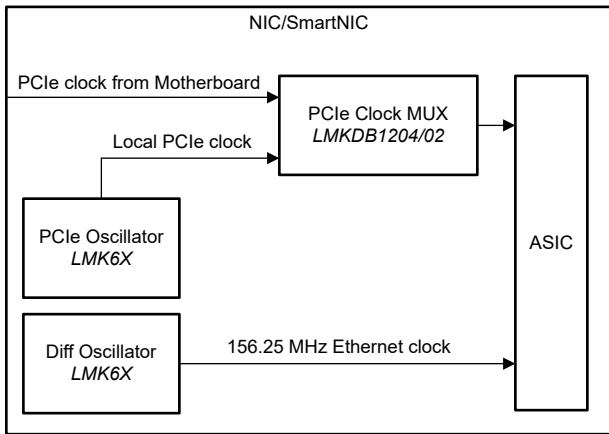 NIC/SmartNIC
PCIe clock from Motherboard
PCIe Clock MUX
LMKDB1204/02
Local PCIe clock
PCIe Oscillator
LMK6X
ASIC
Diff Oscillator
LMK6X
156.25 MHz Ethernet clock